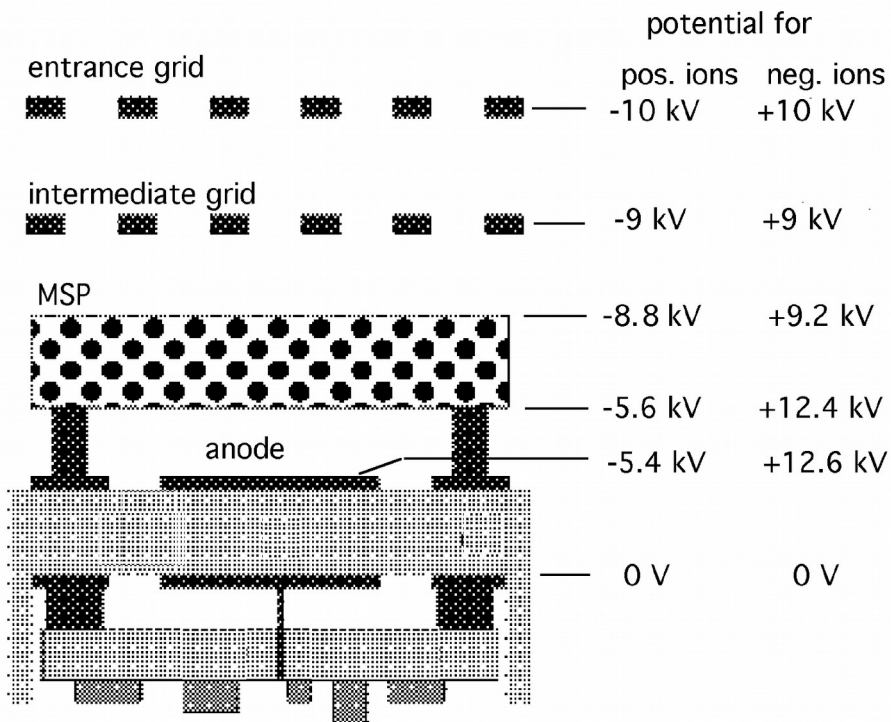 potential for
pos. ions neg. ions
entrance grid
-10 kV +10 kV
intermediate grid
-9 kV +9 kV
MSP
-8.8 kV +9.2 kV
-5.6 kV +12.4 kV
anode
-5.4 kV +12.6 kV
0 V 0 V